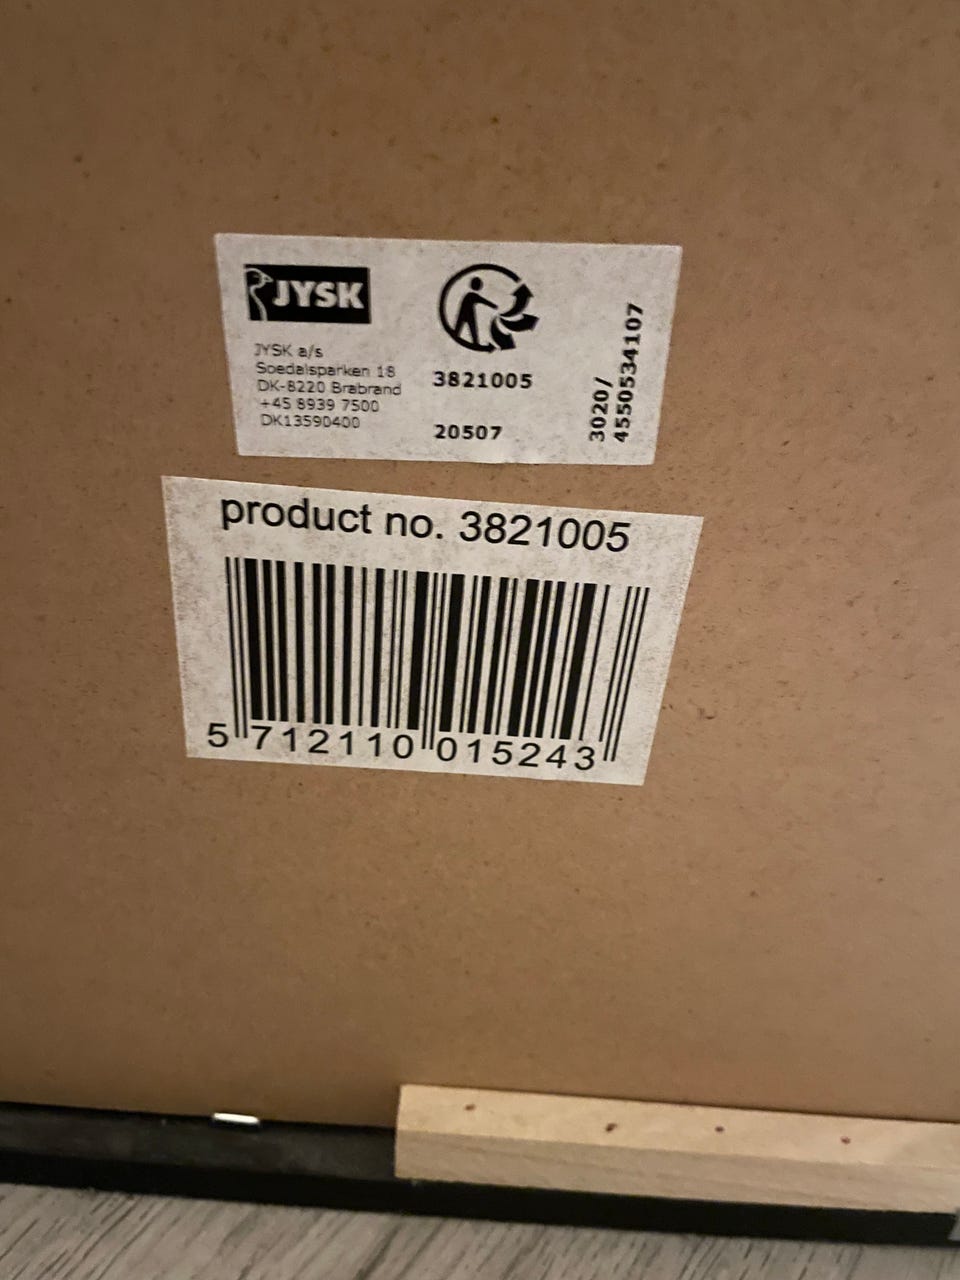 JYSK
JYSK a/s
Soedalsparken 18
DK-8220 Brabrand
+45 8939 7500
DK13590400
3821005
20507
3020/
4550534107
product no. 3821005
5 712110 015243